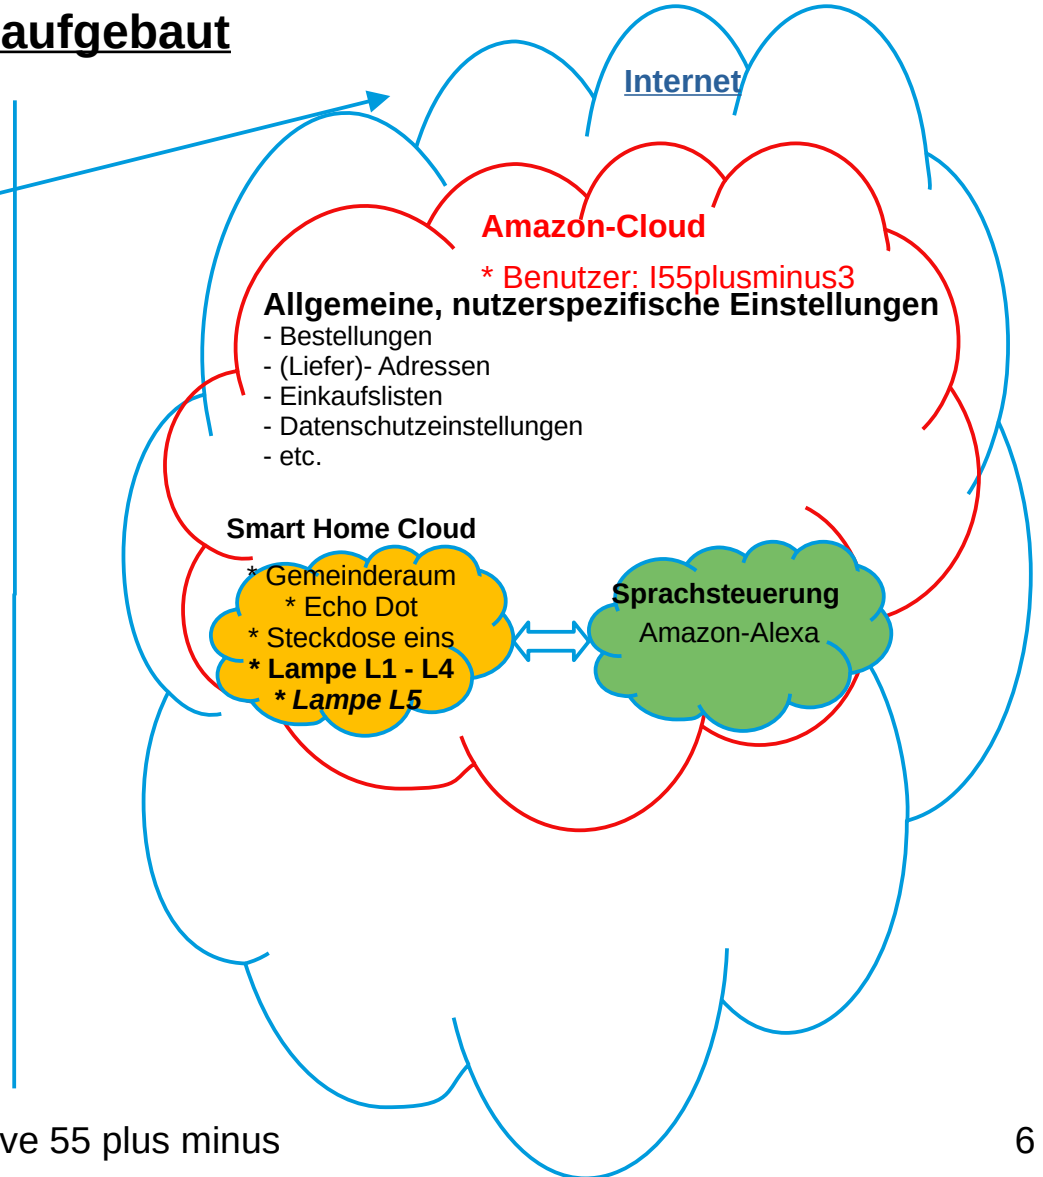 aufgebaut
Internet
Amazon-Cloud
* Benutzer: I55plusminus3
Allgemeine, nutzerspezifische Einstellungen
- Bestellungen
- (Liefer)- Adressen
- Einkaufslisten
- Datenschutzeinstellungen
- etc.
Smart Home Cloud
* Gemeinderaum
* Echo Dot
* Steckdose eins
* Lampe L1 - L4
* Lampe L5
Sprachsteuerung
Amazon-Alexa
ve 55 plus minus
6